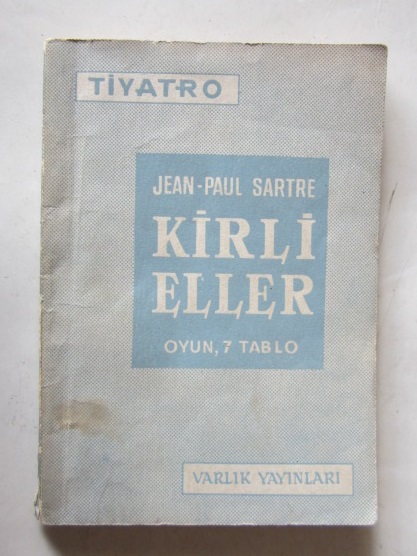 TİYATRO
JEAN-PAUL SARTRE
KİRLİ
ELLER
OYUN, 7 TABLO
VARLIK YAYINLARI